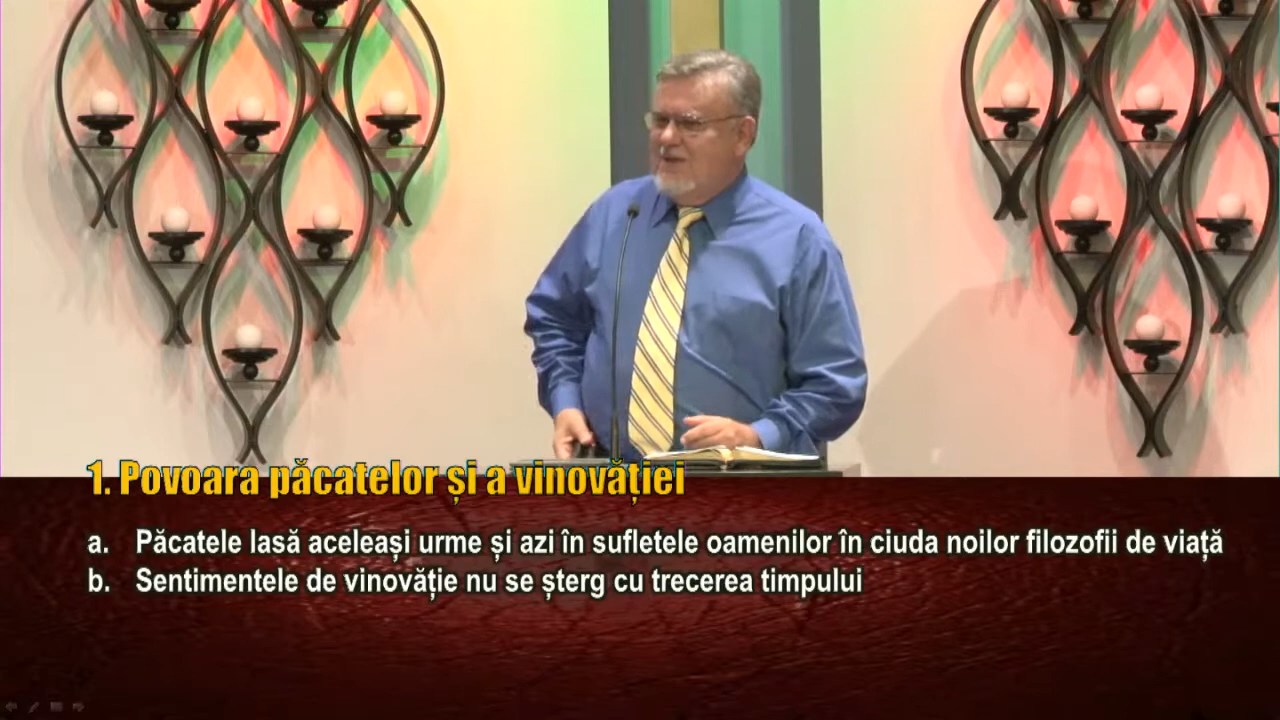 1. Povoara păcatelor și a vinovăției
a. Păcatele lasă aceleași urme și azi în sufletele oamenilor în ciuda noilor filozofii de viață
b. Sentimentele de vinovăție nu se șterg cu trecerea timpului